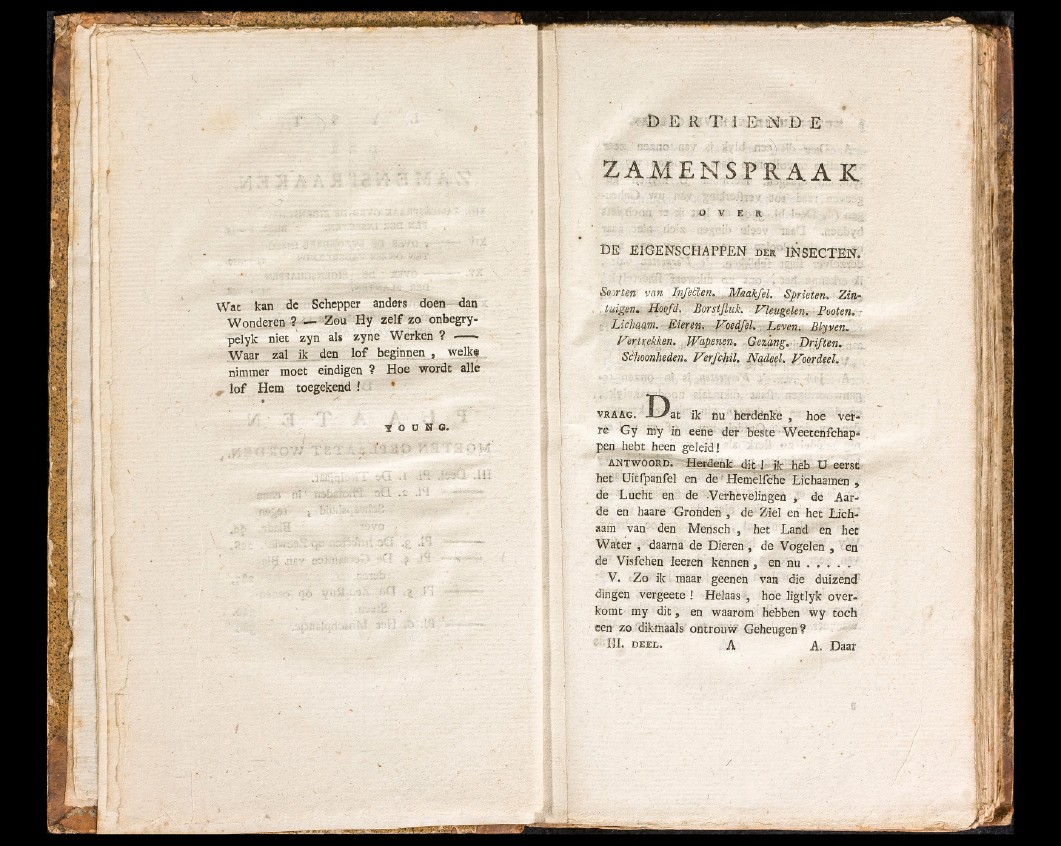 Wat kan de Schepper anders doen dan
Wonderen ? — Zou Hy zelf zo onbegry-
pelyk niet zyn als zyne Werken ? —
Waar zal ik den lof beginnen , welke
nimmer moet eindigen ? Hoe wordt alle
lof Hem toegekend !
YOUNG.
DERTIENDE
ZAMENSPRAAK
OVER
DE EIGENSCHAPPEN DER INSECTEN.
Soorten van Inſecten. Maakſel. Sprieten. Zin-
tuigen. Hoofd. Borstſtuk. Vleugelen. Pooten.
Lichaam. Eieren. Voedſel. Leven. Blyven.
Vertrekken. Wapenen. Gezang. Driften.
Schoonheden. Verſchil. Nadeel. Voordeel.
VRAAG. Dat ik nu herdenke , hoe ver-
re Gy my in eene der beste Weetenſchap-
pen hebt heen geleid !
ANTWOORD. Herdenk dit ! ik heb U eerst
het Uitſpanſel en de Hemelſche Lichaamen ,
de Lucht en de Verhevelingen , de Aar-
de en haare Gronden , de Ziel en het Lich-
aam van den Mensch , het Land en het
Water , daarna de Dieren , de Vogelen , en
de Visſchen leeren kennen , en nu . . . . .
V. Zo ik maar geenen van die duizend
dingen vergeete ! Helaas , hoe ligtlyk over-
komt my dit , en waarom hebben wy toch
een zo dikmaals ontrouw Geheugen ?
III. DEEL. A A. Daar